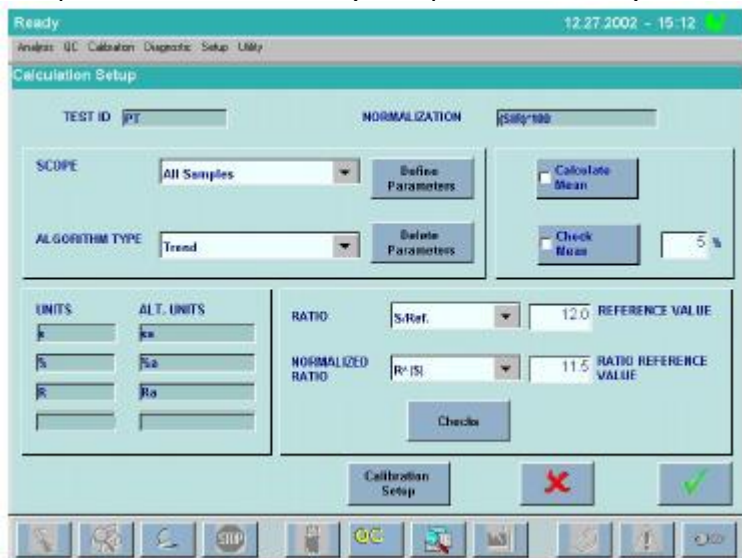 Ready 12.27.2002 - 15:12
Analysis QC Calibration Diagnostic Setup Utility
Calculation Setup
TEST ID PT NORMALIZATION
SCOPE All Samples Define Parameters Calculate Mean
ALGORITHM TYPE Trend Delete Parameters Check Mean 5 %
UNITS ALT. UNITS
s sa
% %a
R Ra
RATIO S/Ref. 12.0 REFERENCE VALUE
NORMALIZED RATIO R^(S) 11.5 RATIO REFERENCE VALUE
Checks
Calibration Setup
STOP QC